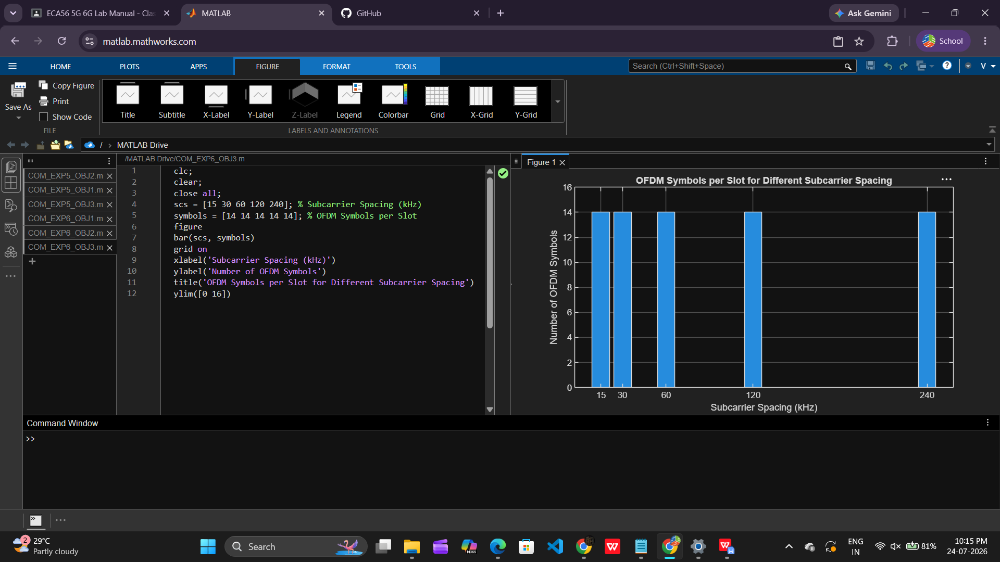 ECA56 5G 6G Lab Manual - Clas
MATLAB
GitHub
Ask Gemini
matlab.mathworks.com
School
HOME
PLOTS
APPS
FIGURE
FORMAT
TOOLS
Search (Ctrl+Shift+Space)
V
Save As
Copy Figure
Print
Show Code
FILE
Title
Subtitle
X-Label
Y-Label
Z-Label
Legend
Colorbar
Grid
X-Grid
Y-Grid
LABELS AND ANNOTATIONS
/ › MATLAB Drive
COM_EXP5_OBJ2.m
COM_EXP5_OBJ1.m
COM_EXP5_OBJ3.m
COM_EXP6_OBJ1.m
COM_EXP6_OBJ2.m
COM_EXP6_OBJ3.m
/MATLAB Drive/COM_EXP6_OBJ3.m
1 clc;
2 clear;
3 close all;
4 scs = [15 30 60 120 240]; % Subcarrier Spacing (kHz)
5 symbols = [14 14 14 14 14]; % OFDM Symbols per Slot
6 figure
7 bar(scs, symbols)
8 grid on
9 xlabel('Subcarrier Spacing (kHz)')
10 ylabel('Number of OFDM Symbols')
11 title('OFDM Symbols per Slot for Different Subcarrier Spacing')
12 ylim([0 16])
Figure 1
OFDM Symbols per Slot for Different Subcarrier Spacing
Number of OFDM Symbols
16
14
12
10
8
6
4
2
0
15 30 60 120 240
Subcarrier Spacing (kHz)
Command Window
>>
2
29°C
Partly cloudy
Search
M365
ENG
IN
81%
10:15 PM
24-07-2026